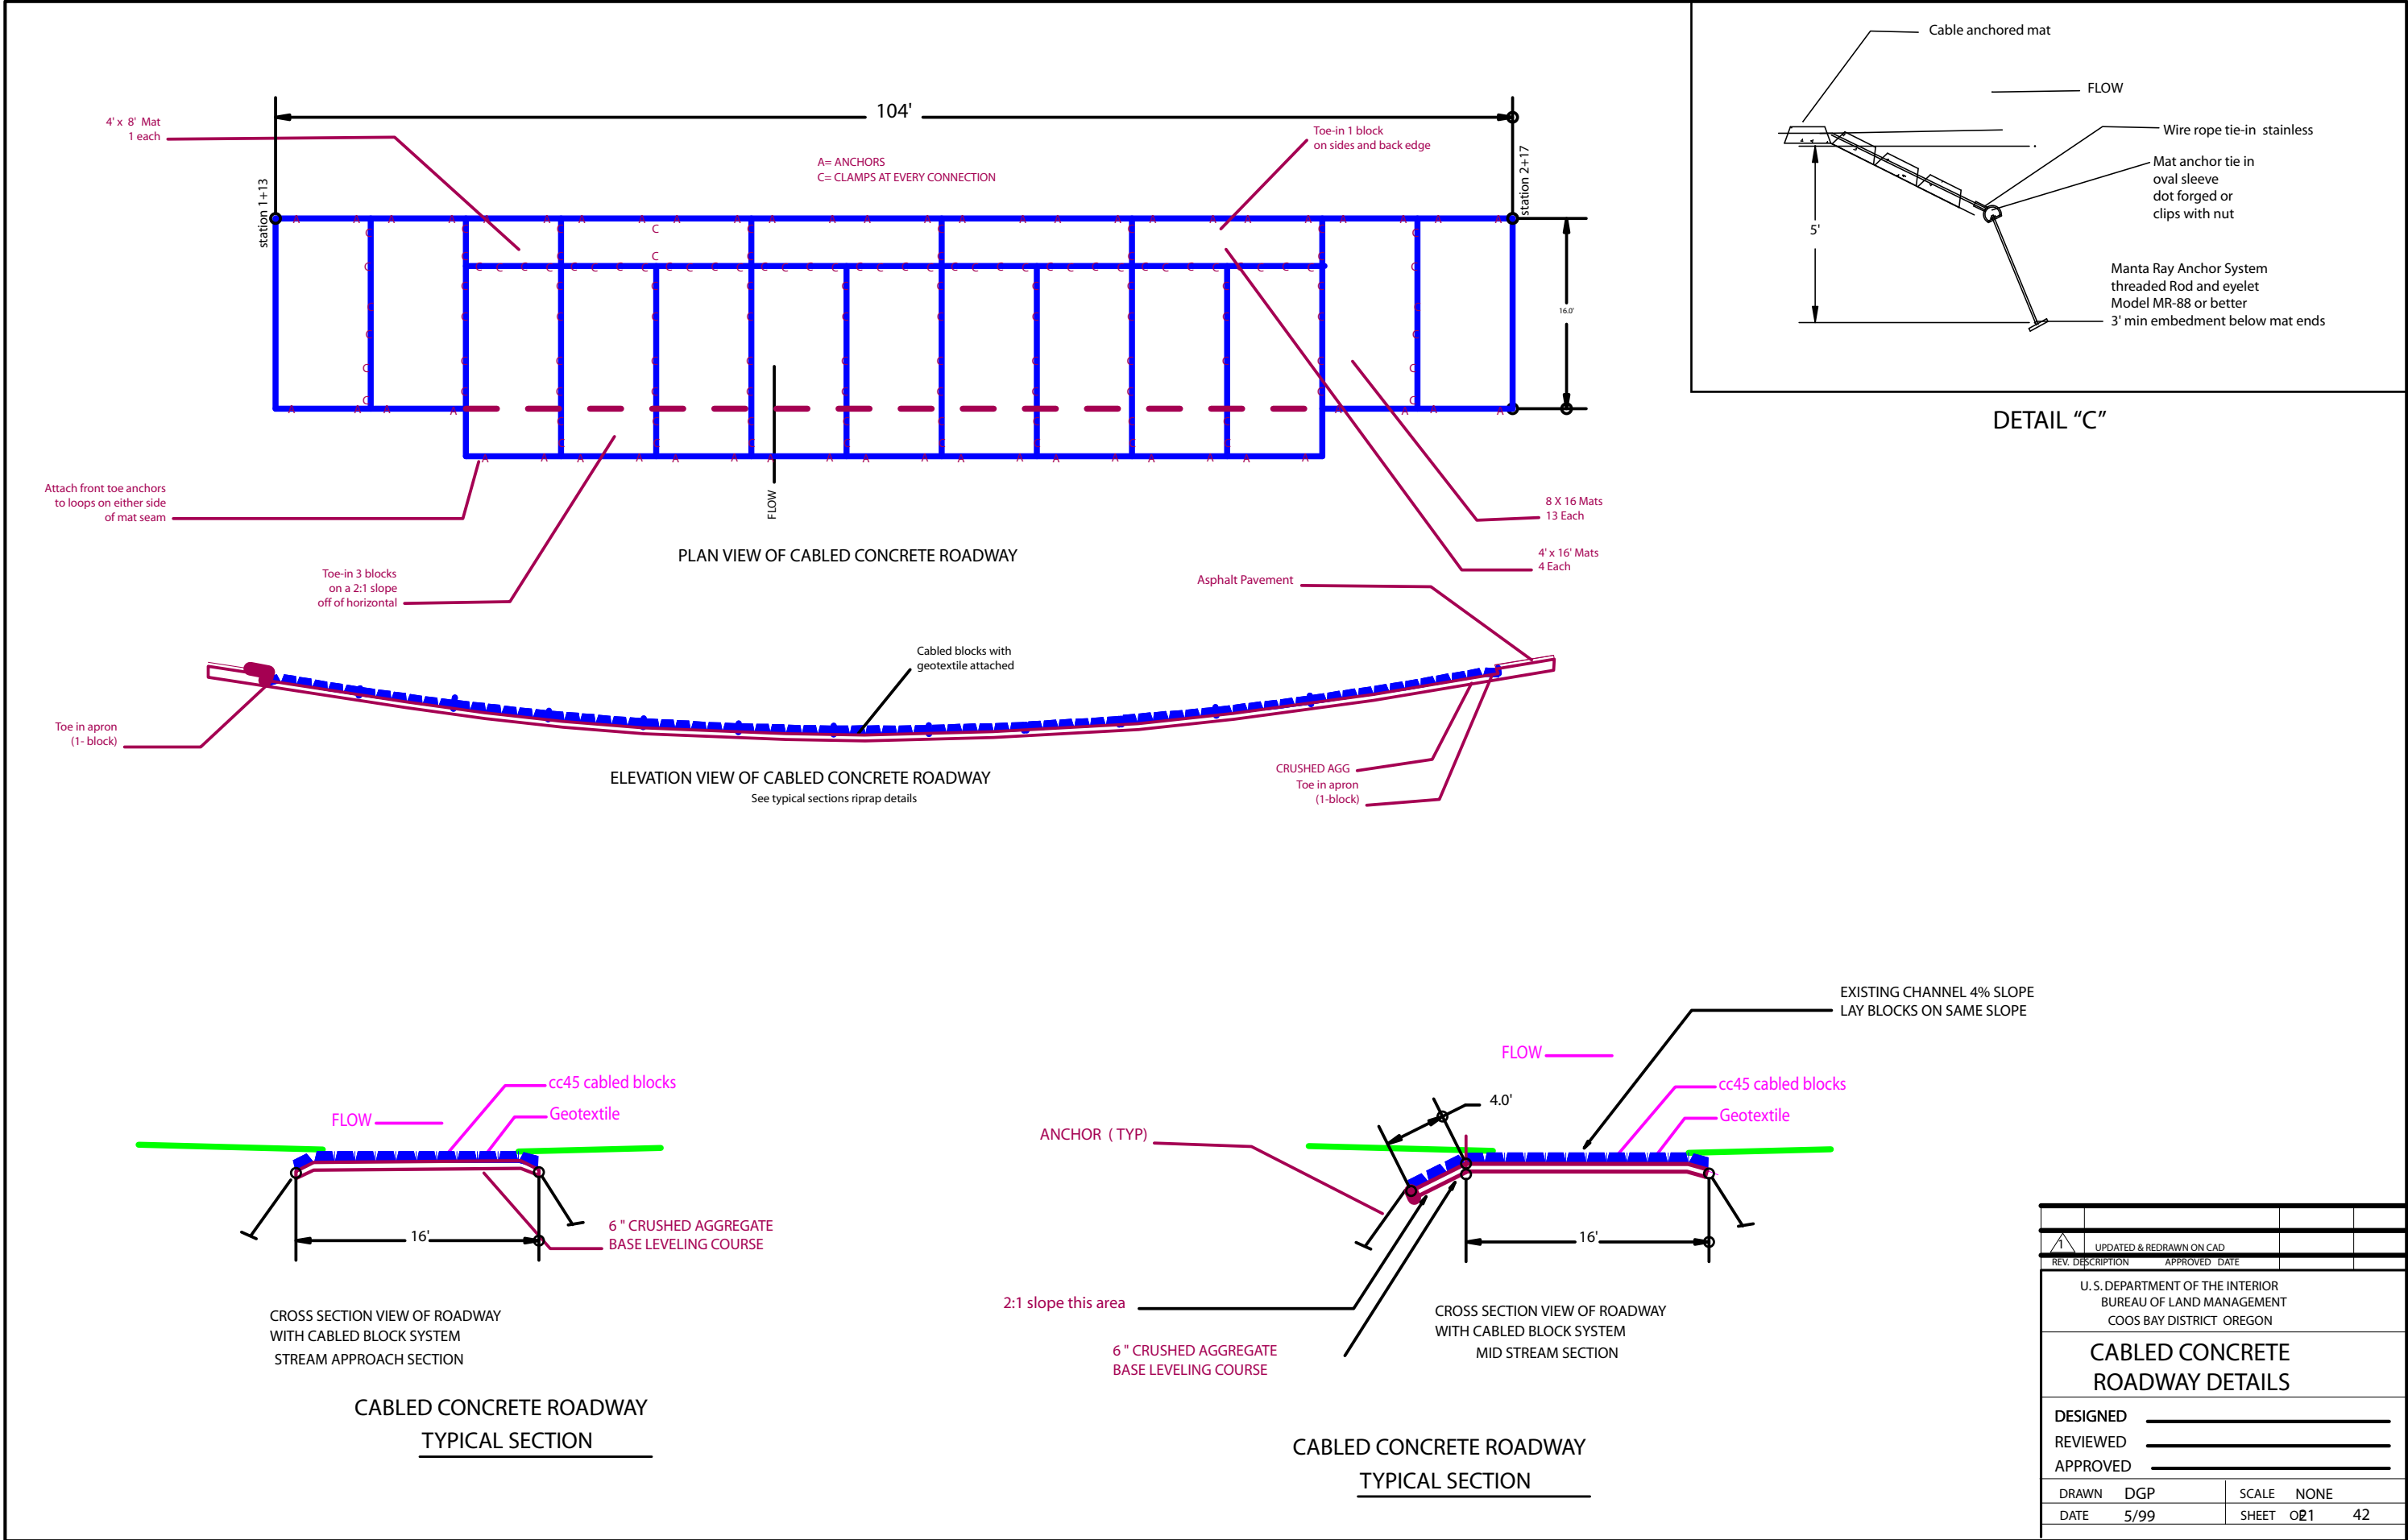 104'
4' x 8' Mat
1 each
Toe-in 1 block
on sides and back edge
A= ANCHORS
C= CLAMPS AT EVERY CONNECTION
station 1+13
station 2+17
16.0'
Attach front toe anchors
to loops on either side
of mat seam
FLOW
8 X 16 Mats
13 Each
4' x 16' Mats
4 Each
PLAN VIEW OF CABLED CONCRETE ROADWAY
Toe-in 3 blocks
on a 2:1 slope
off of horizontal
Cable anchored mat
FLOW
Wire rope tie-in stainless
Mat anchor tie in
oval sleeve
dot forged or
clips with nut
5'
Manta Ray Anchor System
threaded Rod and eyelet
Model MR-88 or better
3' min embedment below mat ends
DETAIL “C”
Asphalt Pavement
Cabled blocks with
geotextile attached
Toe in apron
(1- block)
ELEVATION VIEW OF CABLED CONCRETE ROADWAY
See typical sections riprap details
CRUSHED AGG
Toe in apron
(1-block)
cc45 cabled blocks
FLOW
Geotextile
16'
6 " CRUSHED AGGREGATE
BASE LEVELING COURSE
CROSS SECTION VIEW OF ROADWAY
WITH CABLED BLOCK SYSTEM
STREAM APPROACH SECTION
CABLED CONCRETE ROADWAY
TYPICAL SECTION
EXISTING CHANNEL 4% SLOPE
LAY BLOCKS ON SAME SLOPE
FLOW
cc45 cabled blocks
Geotextile
4.0'
ANCHOR ( TYP)
16'
2:1 slope this area
6 " CRUSHED AGGREGATE
BASE LEVELING COURSE
CROSS SECTION VIEW OF ROADWAY
WITH CABLED BLOCK SYSTEM
MID STREAM SECTION
CABLED CONCRETE ROADWAY
TYPICAL SECTION
1 UPDATED & REDRAWN ON CAD
REV. DESCRIPTION APPROVED DATE
U. S. DEPARTMENT OF THE INTERIOR
BUREAU OF LAND MANAGEMENT
COOS BAY DISTRICT OREGON
CABLED CONCRETE
ROADWAY DETAILS
DESIGNED
REVIEWED
APPROVED
DRAWN DGP SCALE NONE
DATE 5/99 SHEET 42